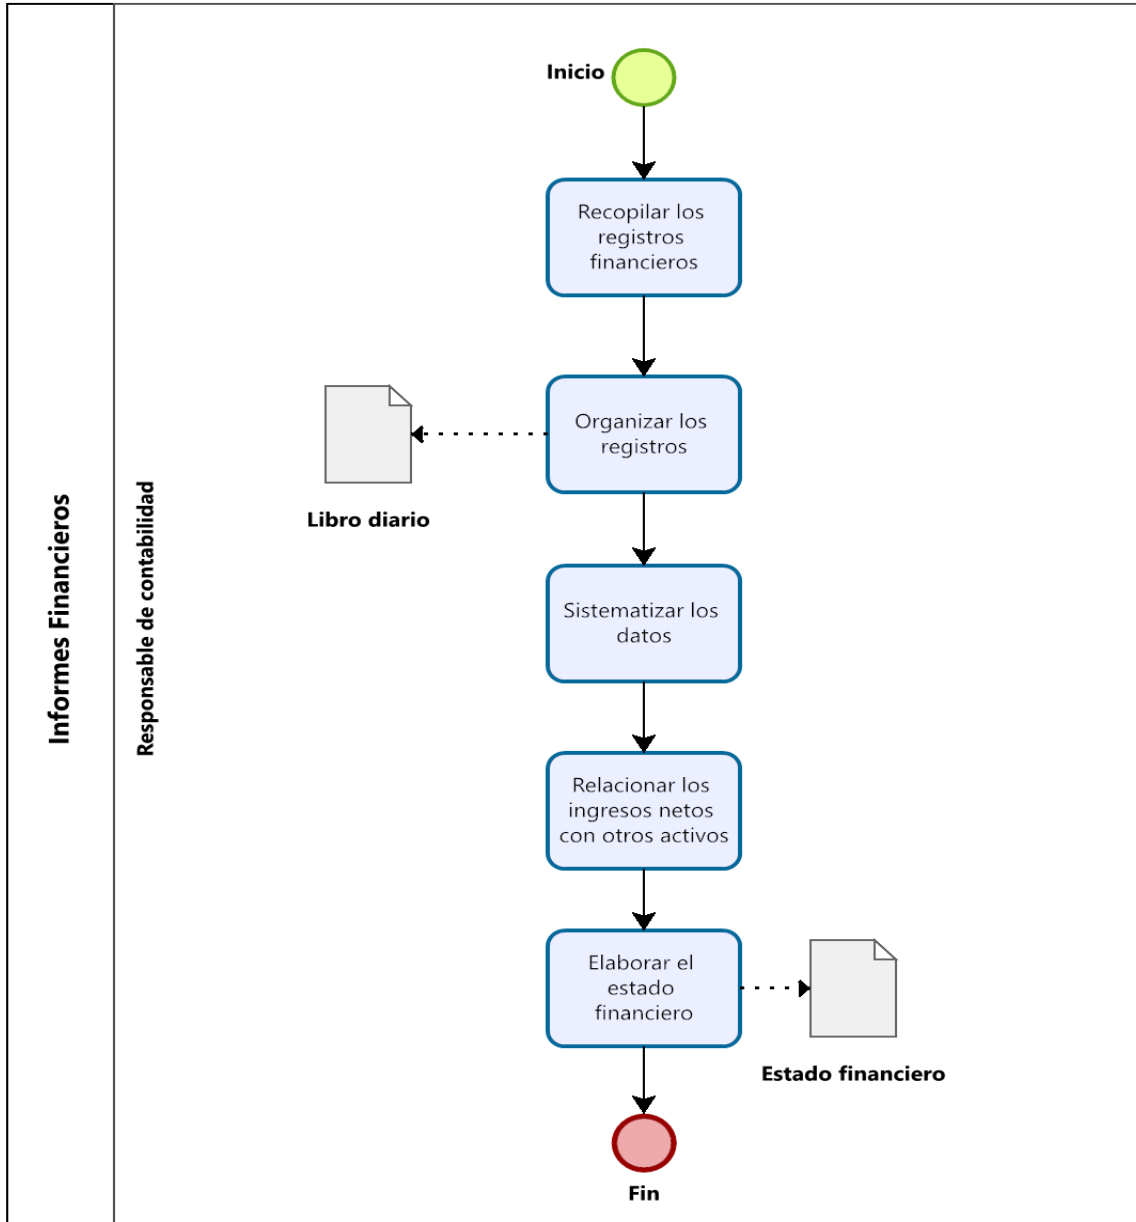 Informes Financieros
Responsable de contabilidad
Inicio
Recopilar los
registros
financieros
Organizar los
registros
Libro diario
Sistematizar los
datos
Relacionar los
ingresos netos
con otros activos
Elaborar el
estado
financiero
Estado financiero
Fin